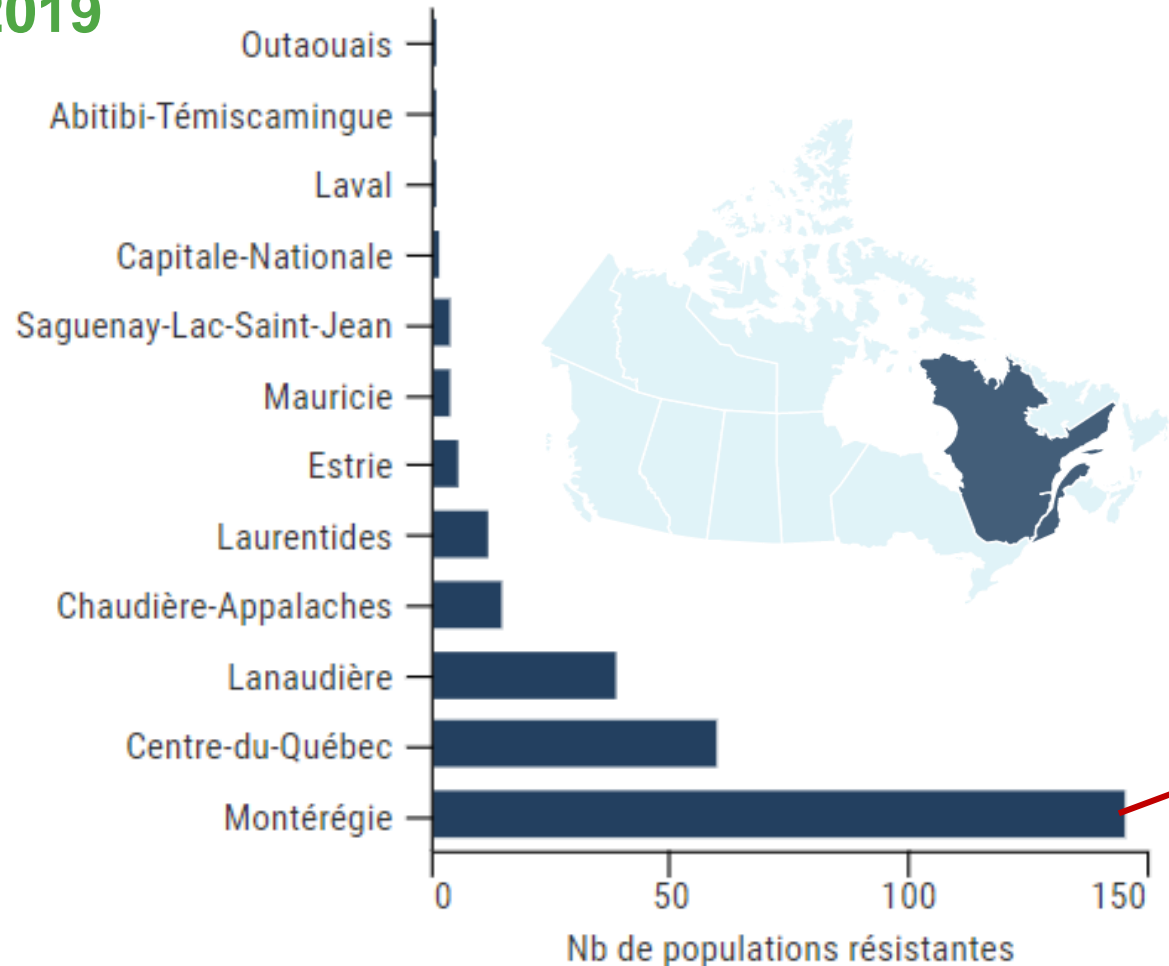 2019
Outaouais
Abitibi-Témiscamingue
Laval
Capitale-Nationale
Saguenay-Lac-Saint-Jean
Mauricie
Estrie
Laurentides
Chaudière-Appalaches
Lanaudière
Centre-du-Québec
Montérégie
0 50 100 150
Nb de populations résistantes